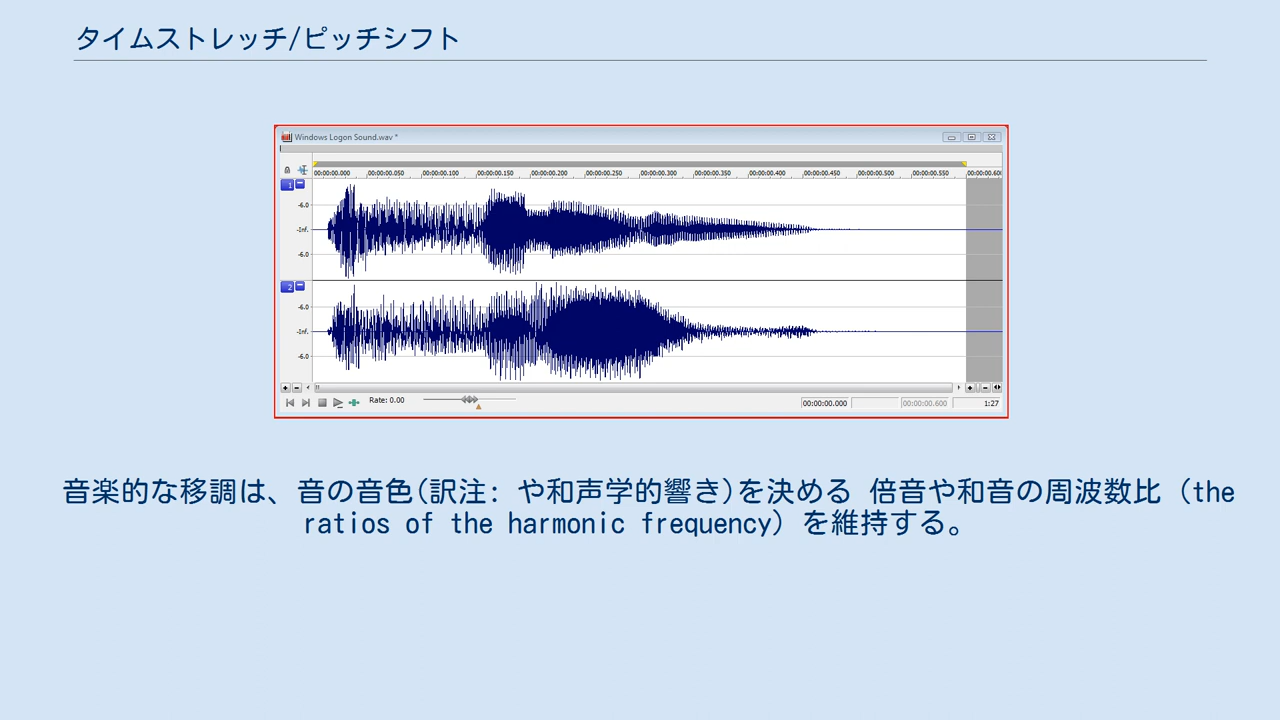 タイムストレッチ/ピッチシフト
Windows Logon Sound.wav *
00:00:00.000 00:00:00.050 00:00:00.100 00:00:00.150 00:00:00.200 00:00:00.250 00:00:00.300 00:00:00.350 00:00:00.400 00:00:00.450 00:00:00.500 00:00:00.550 00:00:00.600
1
-6.0
-Inf.
-6.0
2
-6.0
-Inf.
-6.0
Rate: 0.00 00:00:00.000 00:00:00.600 1:27
音楽的な移調は、音の音色(訳注: や和声学的響き)を決める 倍音や和音の周波数比 (the
ratios of the harmonic frequency) を維持する。